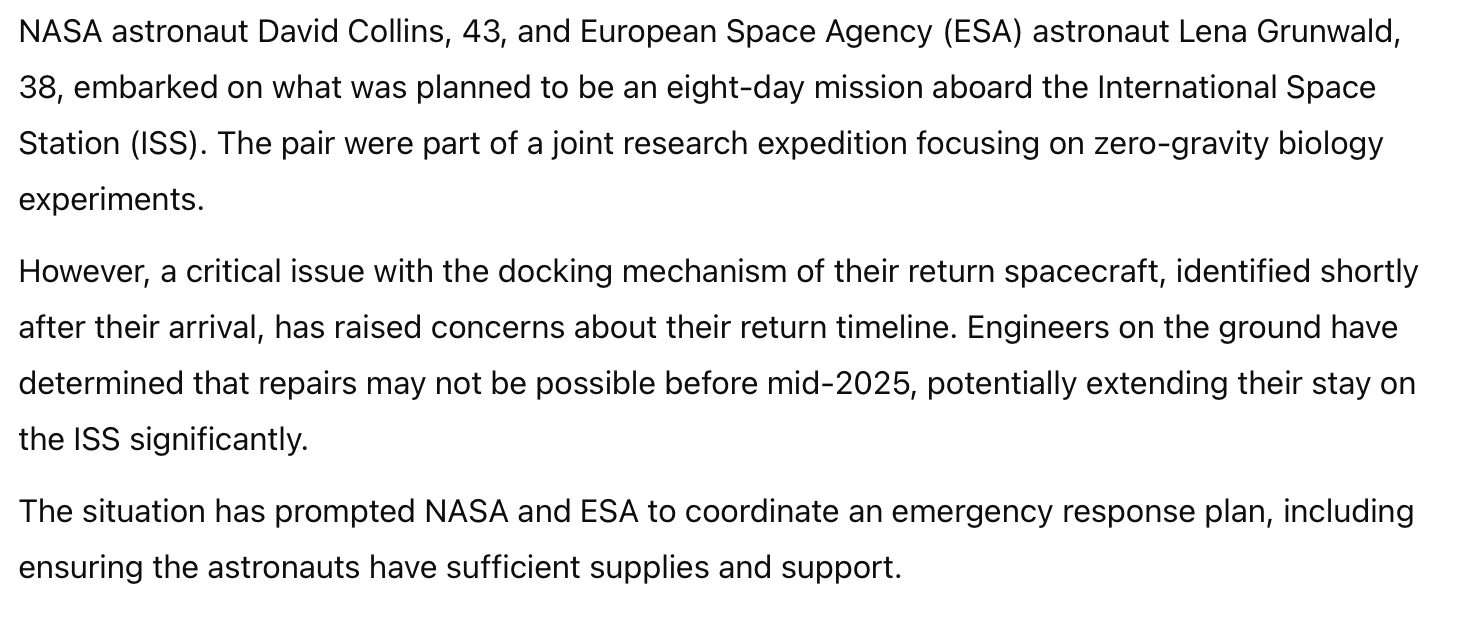 NASA astronaut David Collins, 43, and European Space Agency (ESA) astronaut Lena Grunwald,
38, embarked on what was planned to be an eight-day mission aboard the International Space
Station (ISS). The pair were part of a joint research expedition focusing on zero-gravity biology
experiments.
However, a critical issue with the docking mechanism of their return spacecraft, identified shortly
after their arrival, has raised concerns about their return timeline. Engineers on the ground have
determined that repairs may not be possible before mid-2025, potentially extending their stay on
the ISS significantly.
The situation has prompted NASA and ESA to coordinate an emergency response plan, including
ensuring the astronauts have sufficient supplies and support.